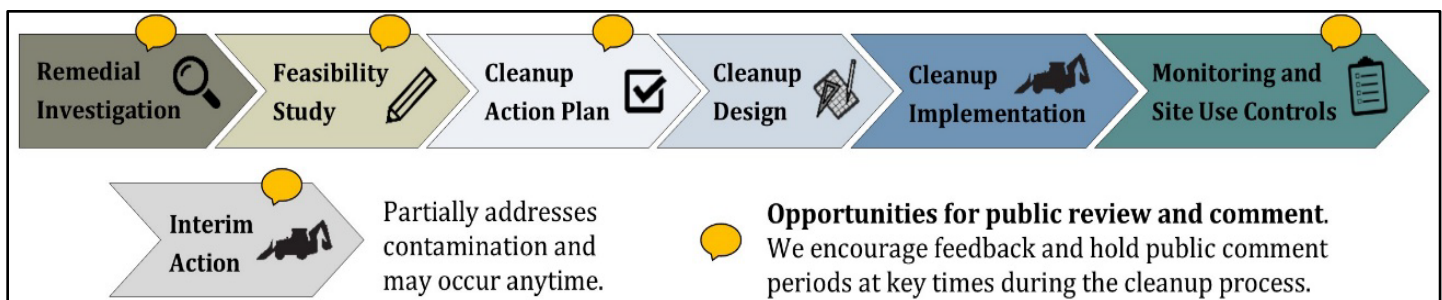 Remedial
Investigation
Feasibility
Study
Cleanup
Action Plan
Cleanup
Design
Cleanup
Implementation
Monitoring and
Site Use Controls
Interim
Action
Partially addresses
contamination and
may occur anytime.
Opportunities for public review and comment.
We encourage feedback and hold public comment
periods at key times during the cleanup process.